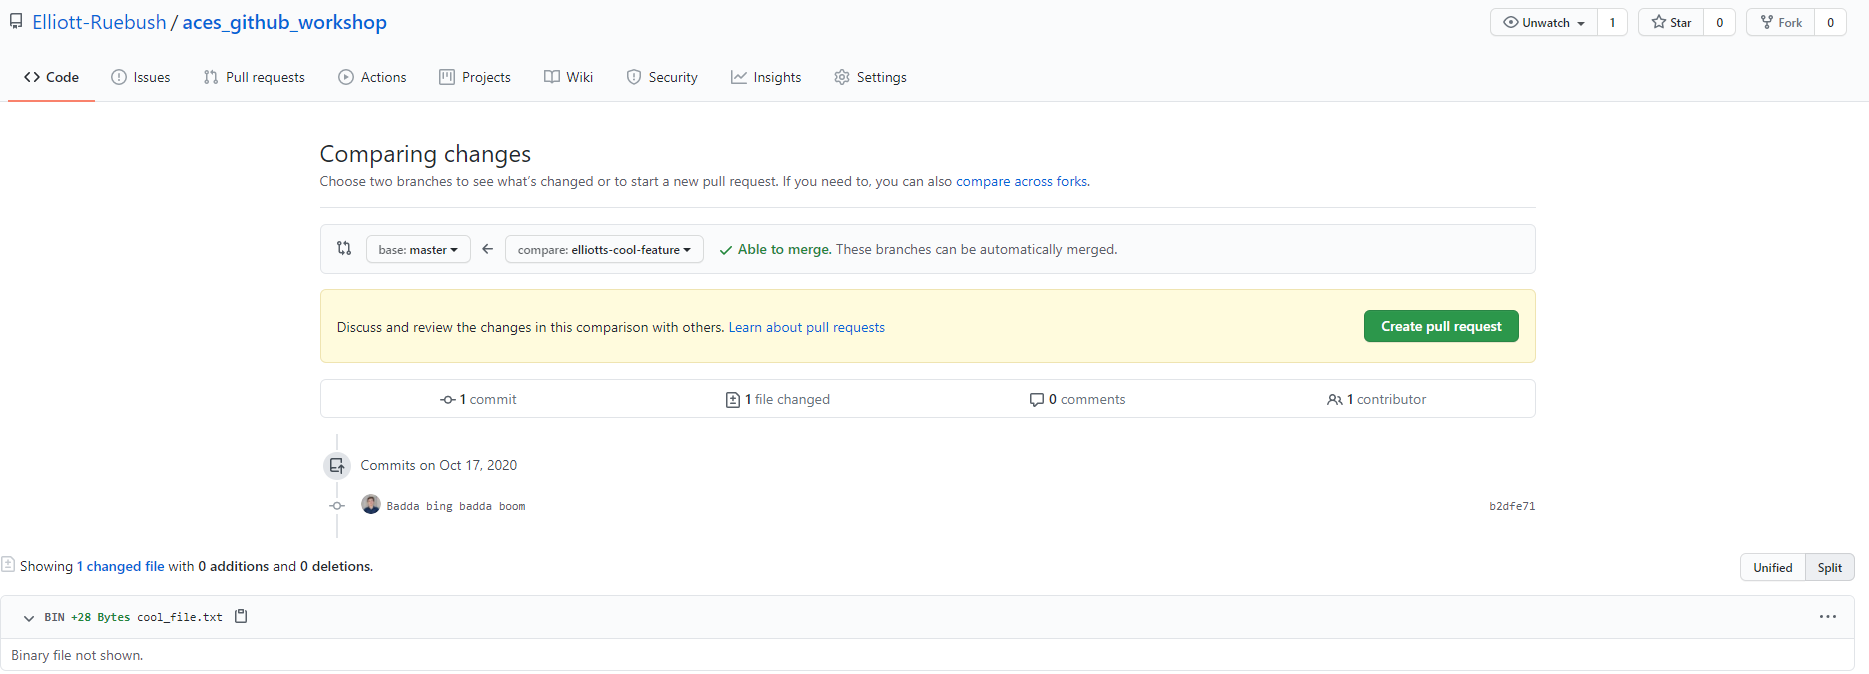 Elliott-Ruebush / aces_github_workshop
Unwatch 1 Star 0 Fork 0
Code Issues Pull requests Actions Projects Wiki Security Insights Settings
Comparing changes
Choose two branches to see what's changed or to start a new pull request. If you need to, you can also compare across forks.
base: master compare: elliotts-cool-feature Able to merge. These branches can be automatically merged.
Discuss and review the changes in this comparison with others. Learn about pull requests Create pull request
1 commit 1 file changed 0 comments 1 contributor
Commits on Oct 17, 2020
Badda bing badda boom b2dfe71
Showing 1 changed file with 0 additions and 0 deletions. Unified Split
BIN +28 Bytes cool_file.txt
Binary file not shown.